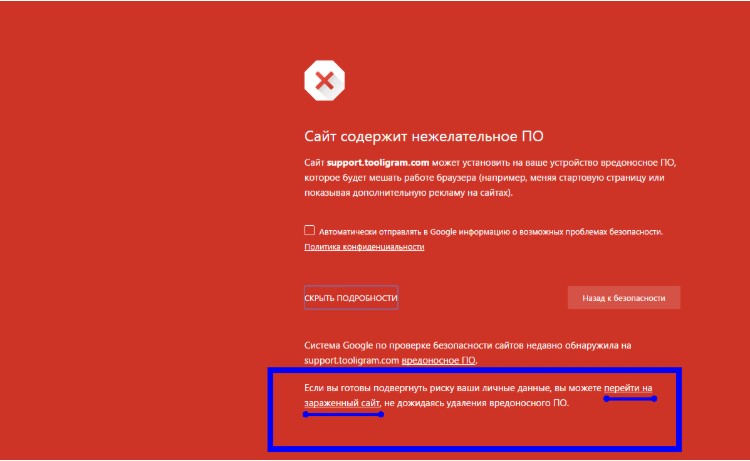 Сайт содержит нежелательное ПО
Сайт support.tooligram.com может установить на ваше устройство вредоносное ПО,
которое будет мешать работе браузера (например, меняя стартовую страницу или
показывая дополнительную рекламу на сайтах).
Автоматически отправлять в Google информацию о возможных проблемах безопасности.
Политика конфиденциальности
СКРЫТЬ ПОДРОБНОСТИ
Назад к безопасности
Система Google по проверке безопасности сайтов недавно обнаружила на
support.tooligram.com вредоносное ПО.
Если вы готовы подвергнуть риску ваши личные данные, вы можете перейти на
зараженный сайт, не дожидаясь удаления вредоносного ПО.